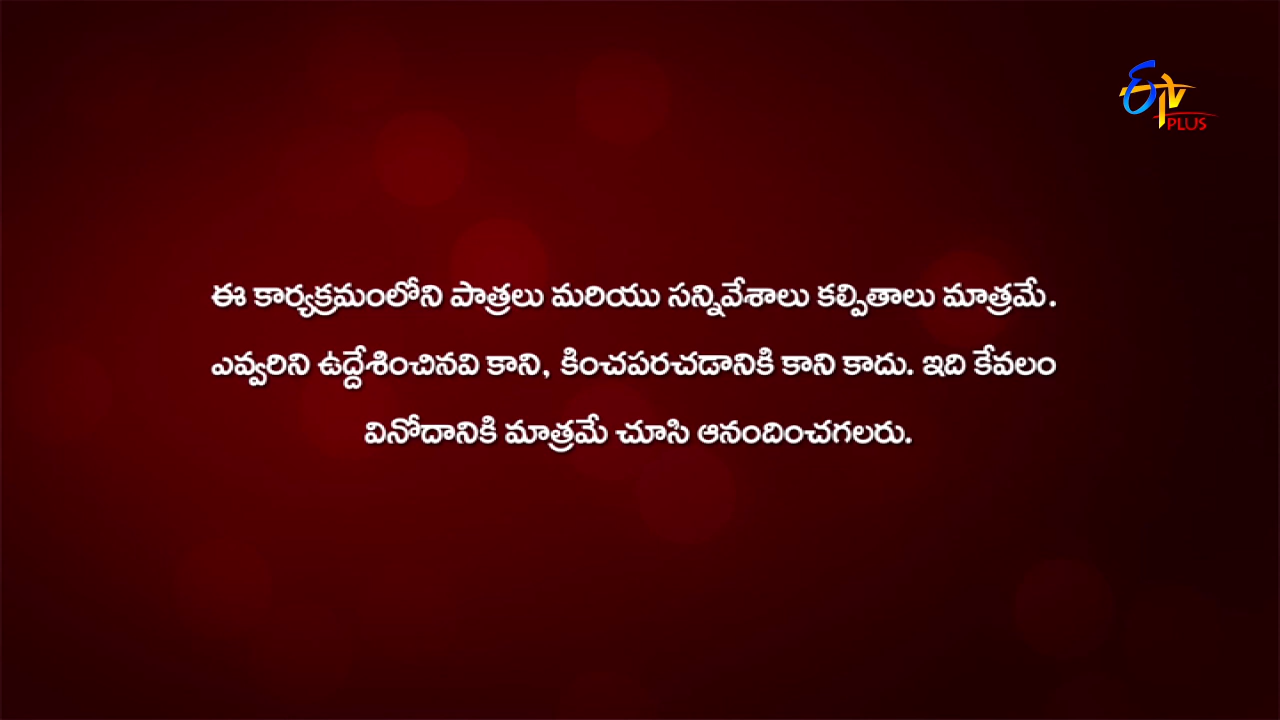 ETV
PLUS
ఈ కార్యక్రమంలోని పాత్రలు మరియు సన్నివేశాలు కల్పితాలు మాత్రమే.
ఎవ్వరిని ఉద్దేశించినవి కాని, కించపరచడానికి కాని కాదు. ఇది కేవలం
వినోదానికి మాత్రమే చూసి ఆనందించగలరు.